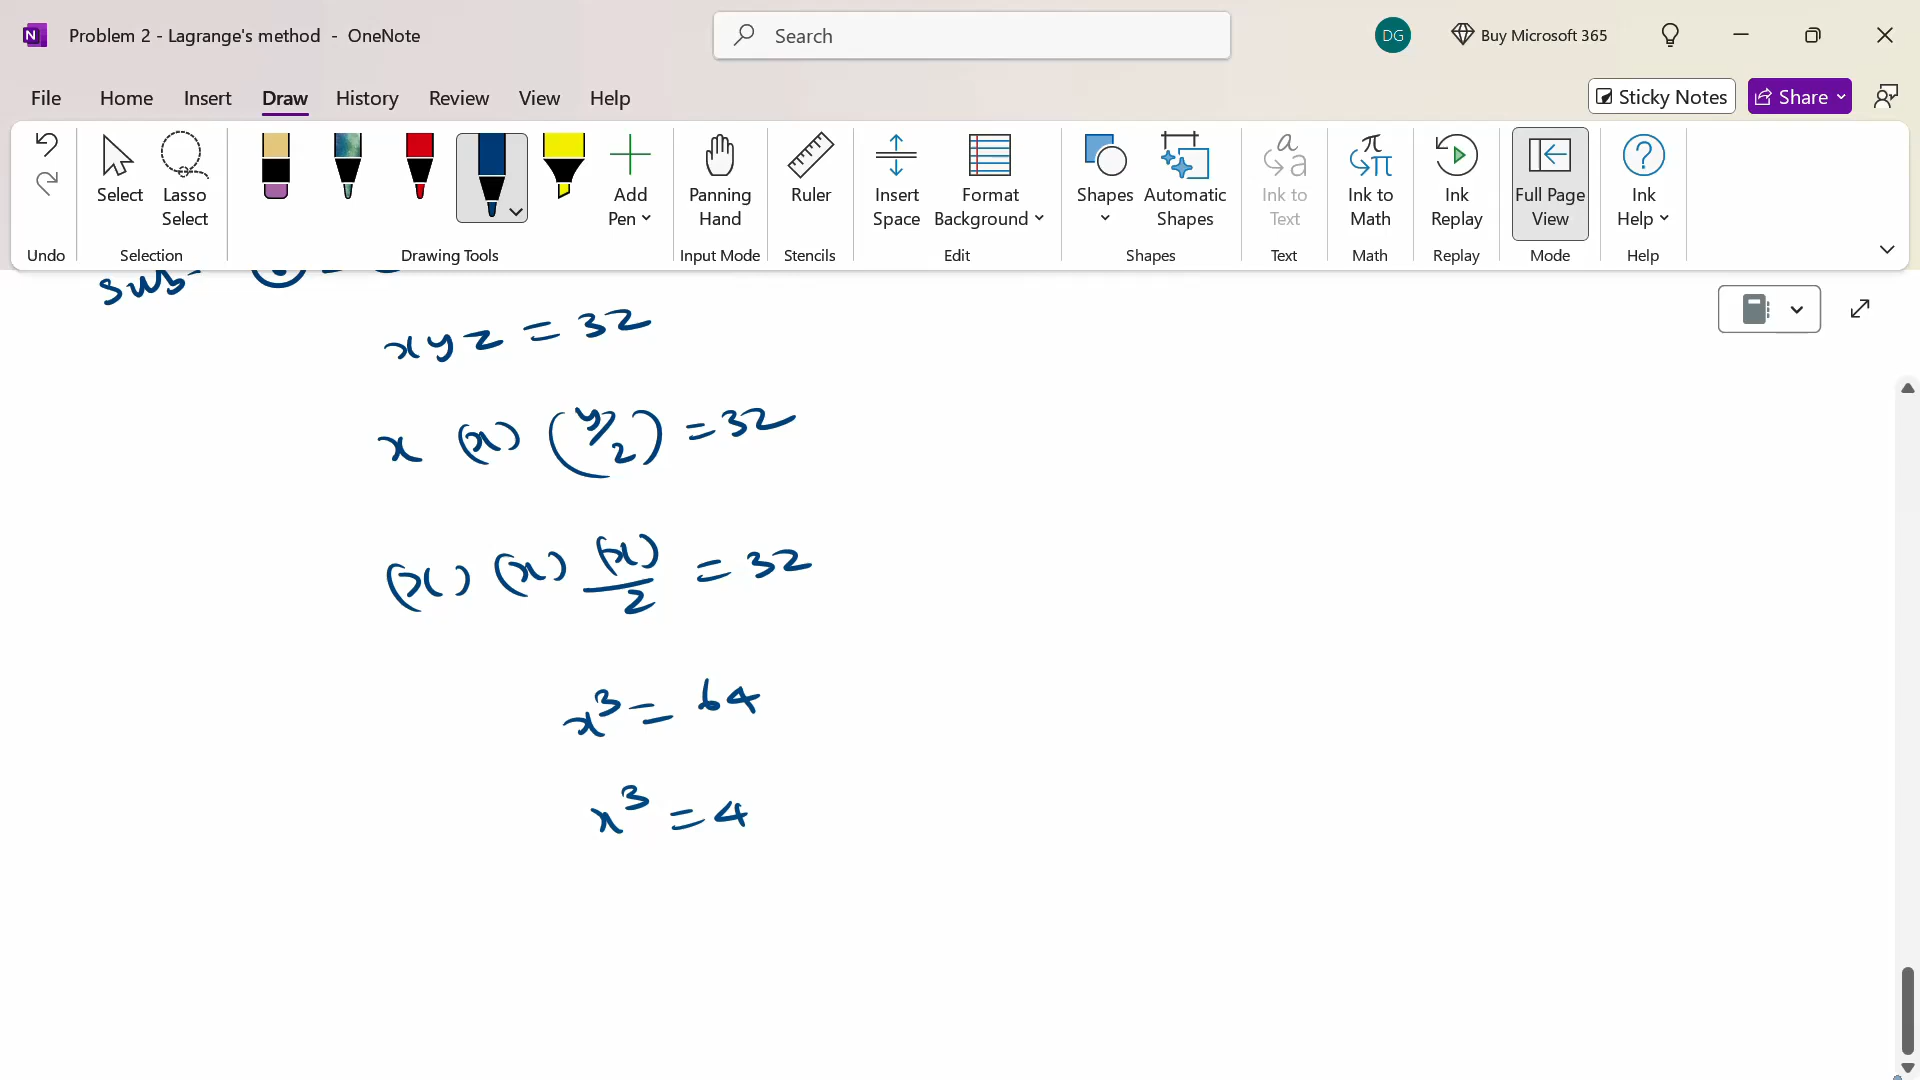 Problem 2 - Lagrange's method - OneNote
Search
DG
Buy Microsoft 365
File Home Insert Draw History Review View Help
Sticky Notes
Share
Select
Lasso Select
Add Pen
Panning Hand
Ruler
Insert Space
Format Background
Shapes
Automatic Shapes
Ink to Text
Ink to Math
Ink Replay
Full Page View
Ink Help
Undo Selection Drawing Tools Input Mode Stencils Edit Shapes Text Math Replay Mode Help
sub-
xyz = 32
x (x) (y/2) = 32
(x) (x) (x)/2 = 32
x³ = 64
x³ = 4